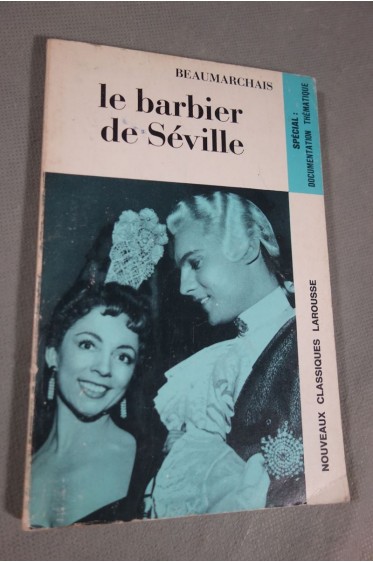 BEAUMARCHAIS
le barbier
de Séville
SPÉCIAL :
DOCUMENTATION THÉMATIQUE
NOUVEAUX CLASSIQUES LAROUSSE